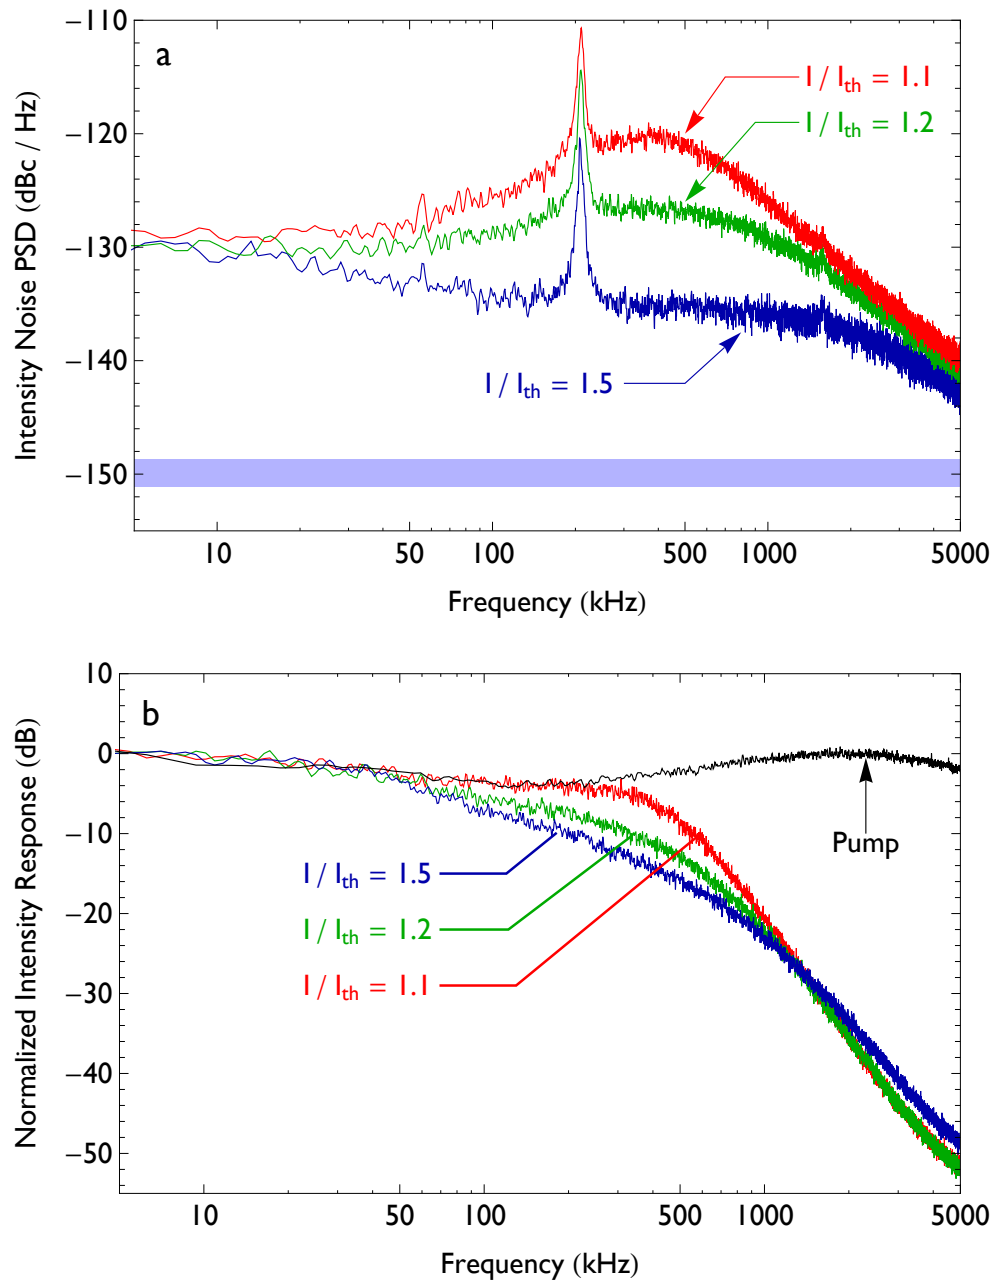 a
−110
−120
−130
−140
−150
Intensity Noise PSD (dBc / Hz)
I / Ith = 1.1
I / Ith = 1.2
I / Ith = 1.5
10 50 100 500 1000 5000
Frequency (kHz)
b
10
0
−10
−20
−30
−40
−50
Normalized Intensity Response (dB)
Pump
I / Ith = 1.5
I / Ith = 1.2
I / Ith = 1.1
10 50 100 500 1000 5000
Frequency (kHz)